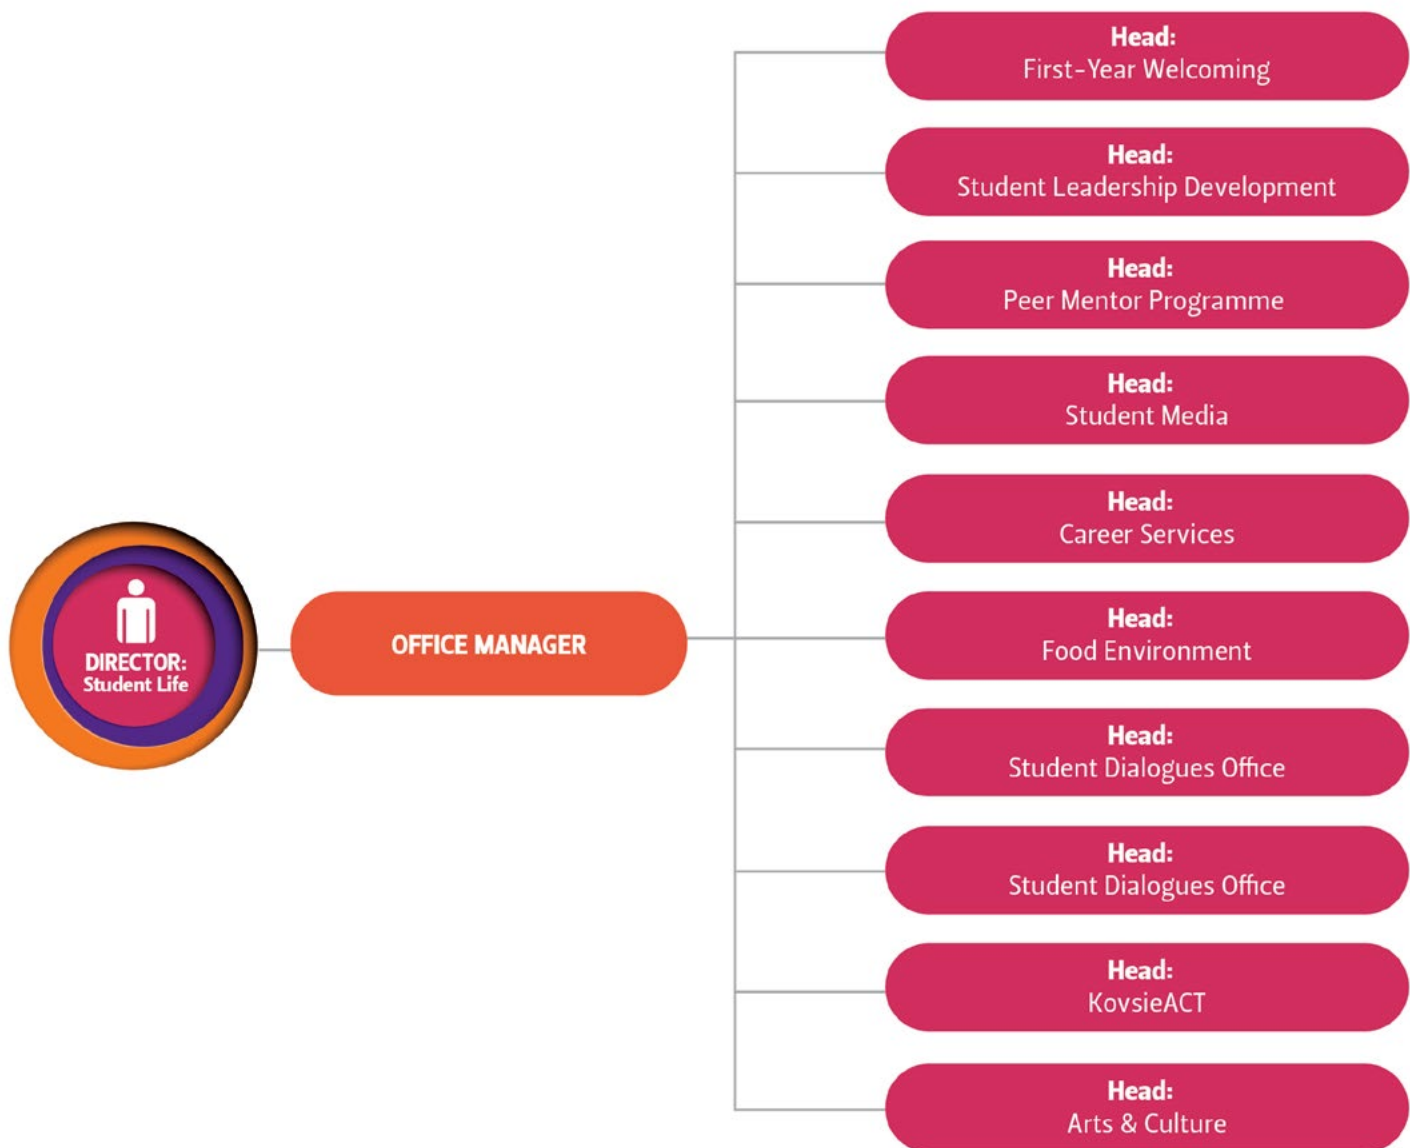 Head:
First-Year Welcoming
Head:
Student Leadership Development
Head:
Peer Mentor Programme
Head:
Student Media
Head:
Career Services
DIRECTOR:
Student Life
OFFICE MANAGER
Head:
Food Environment
Head:
Student Dialogues Office
Head:
Student Dialogues Office
Head:
KovsieACT
Head:
Arts & Culture